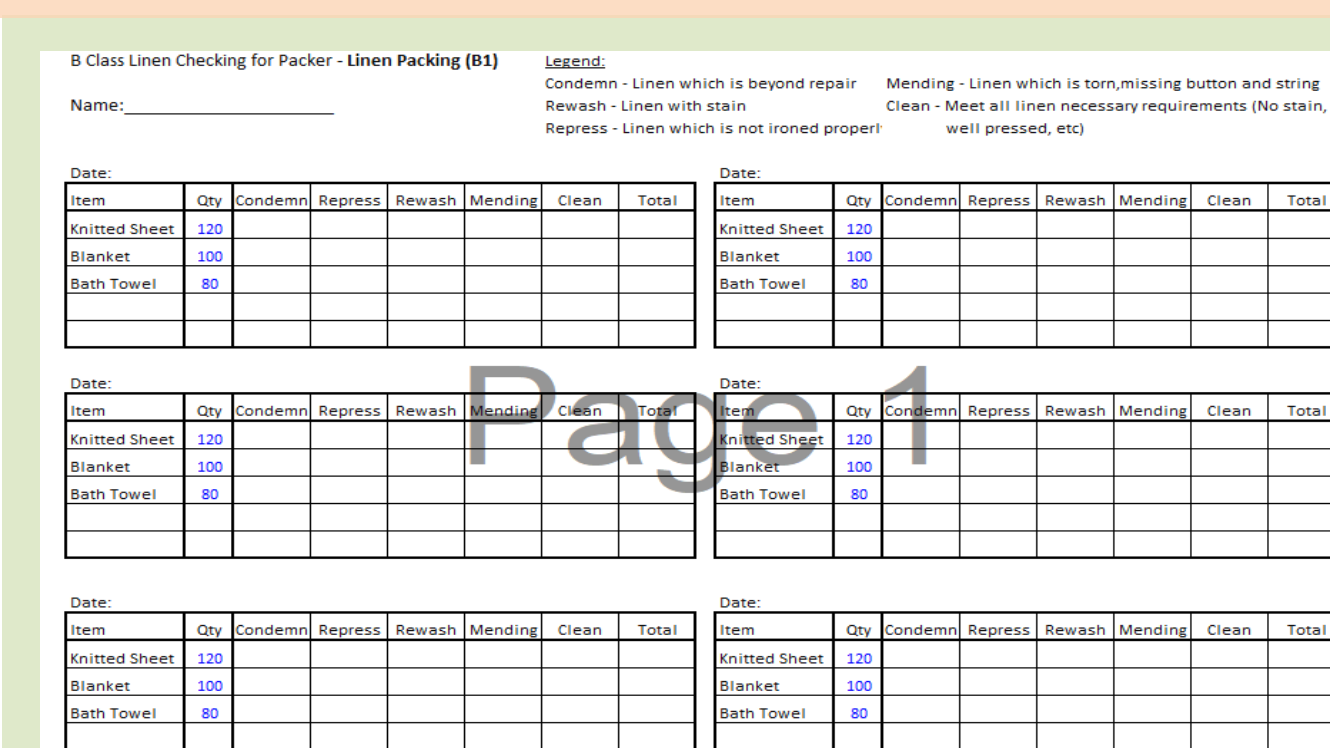 B Class Linen Checking for Packer - Linen Packing (B1)
Legend:
Condemn - Linen which is beyond repair Mending - Linen which is torn,missing button and string
Name: Rewash - Linen with stain Clean - Meet all linen necessary requirements (No stain,
Repress - Linen which is not ironed properl well pressed, etc)
Date: Date:
Item Qty Condemn Repress Rewash Mending Clean Total Item Qty Condemn Repress Rewash Mending Clean Total
Knitted Sheet 120 Knitted Sheet 120
Blanket 100 Blanket 100
Bath Towel 80 Bath Towel 80
Date: Date:
Item Qty Condemn Repress Rewash Mending Clean Total Item Qty Condemn Repress Rewash Mending Clean Total
Knitted Sheet 120 Knitted Sheet 120
Blanket 100 Blanket 100
Bath Towel 80 Bath Towel 80
Page 1
Date: Date:
Item Qty Condemn Repress Rewash Mending Clean Total Item Qty Condemn Repress Rewash Mending Clean Total
Knitted Sheet 120 Knitted Sheet 120
Blanket 100 Blanket 100
Bath Towel 80 Bath Towel 80